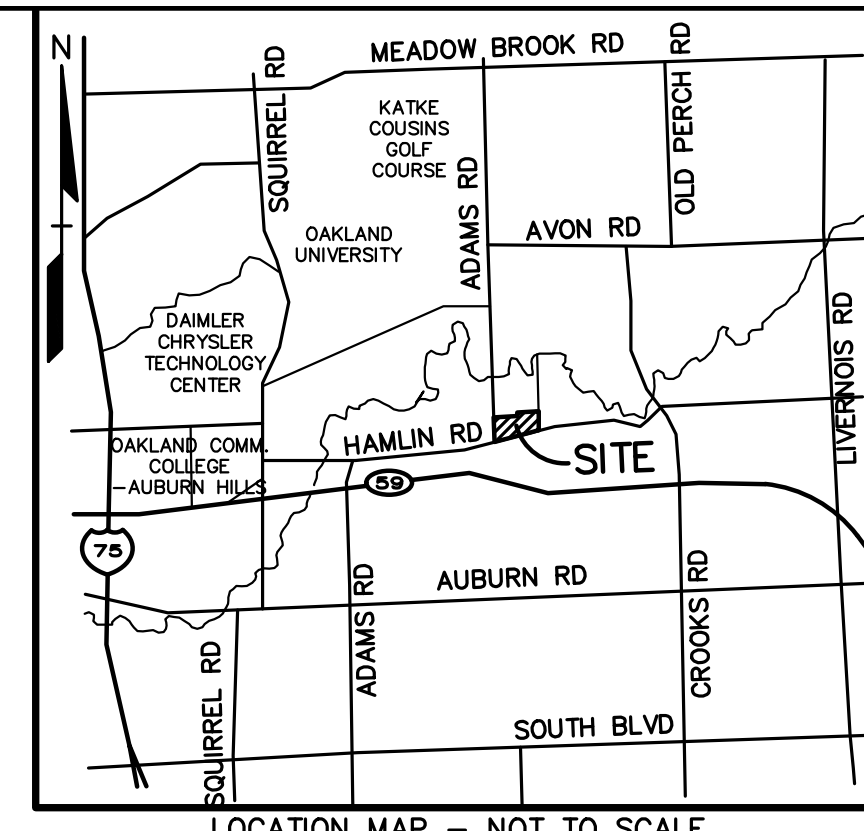 N
MEADOW BROOK RD
SQUIRREL RD
OLD PERCH RD
KATKE
COUSINS
GOLF
COURSE
ADAMS RD
AVON RD
OAKLAND
UNIVERSITY
DAIMLER
CHRYSLER
TECHNOLOGY
CENTER
LIVERNOIS RD
HAMLIN RD
OAKLAND COMM.
COLLEGE
-AUBURN HILLS
SITE
59
75
AUBURN RD
ADAMS RD
CROOKS RD
SQUIRREL RD
SOUTH BLVD
LOCATION MAP - NOT TO SCALE